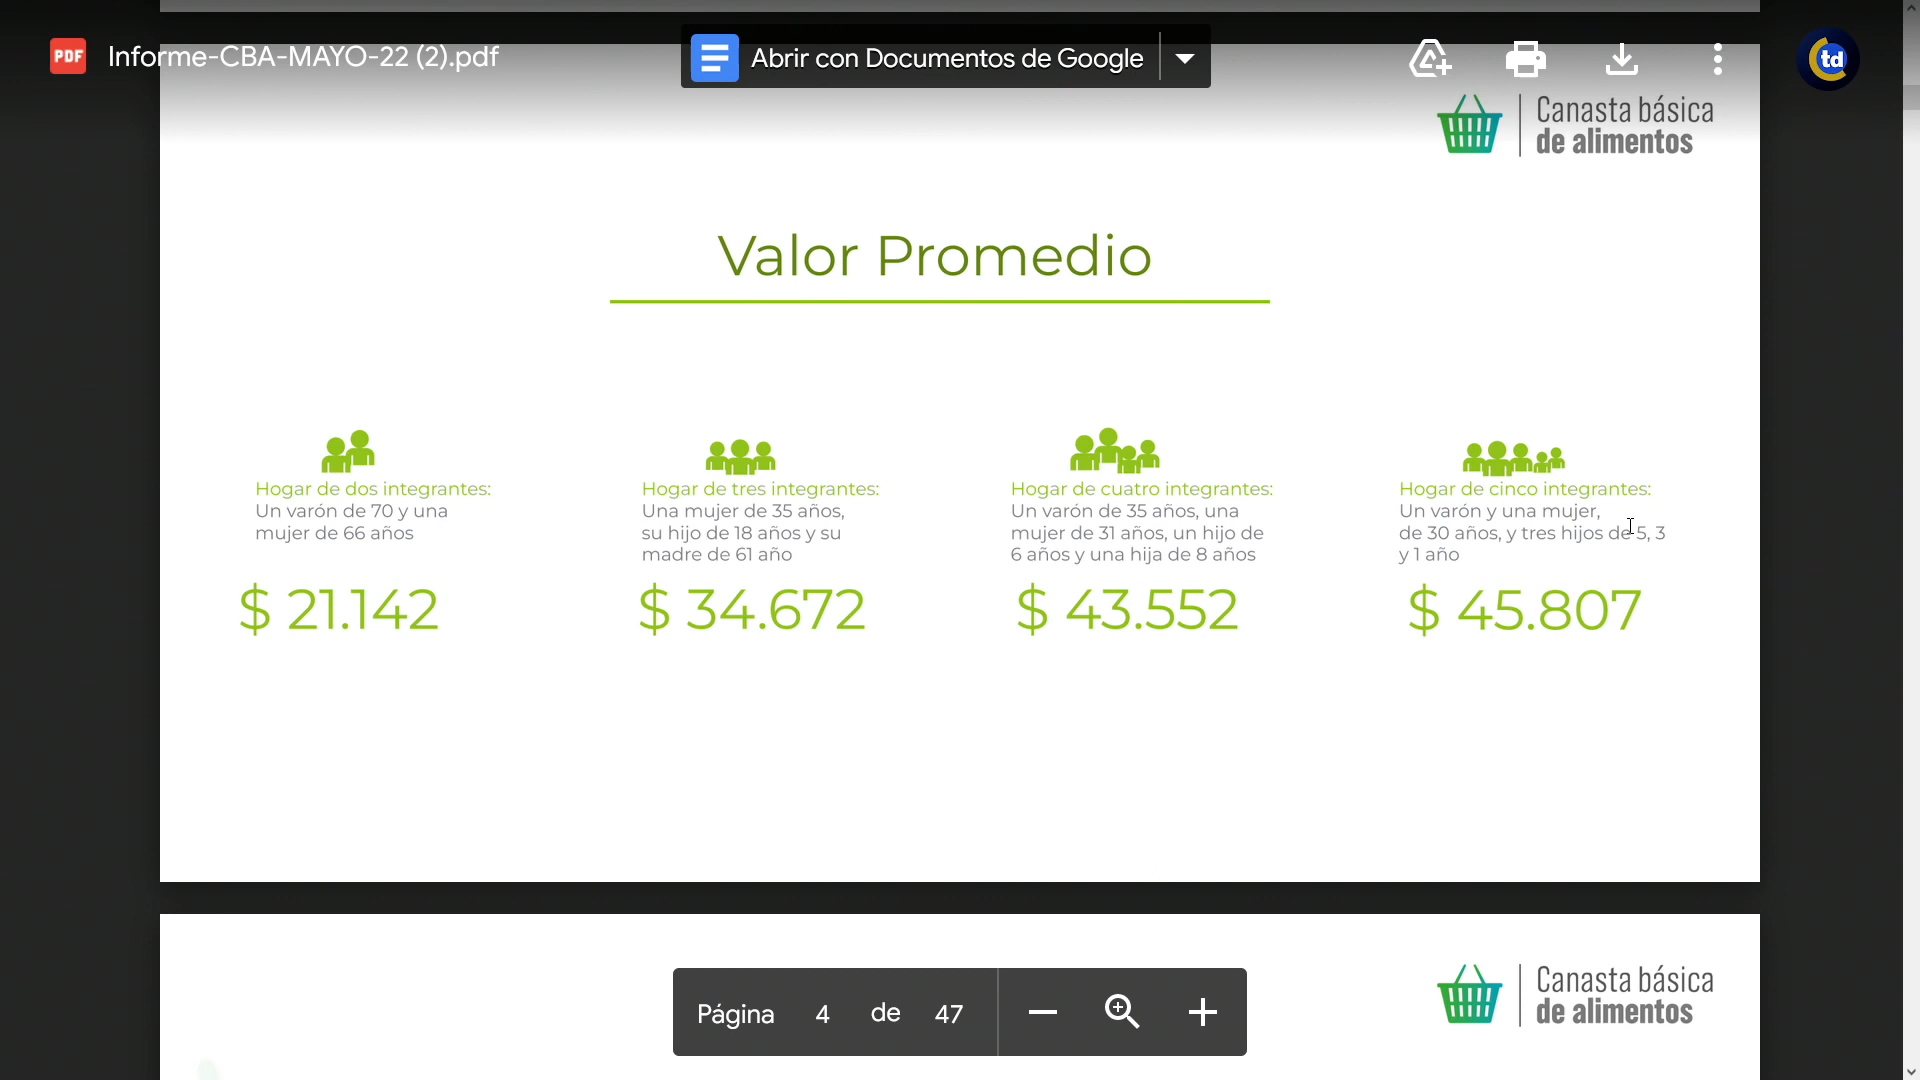 PDF
Informe-CBA-MAYO-22 (2).pdf
Abrir con Documentos de Google
td
Canasta básica
de alimentos
Valor Promedio
Hogar de dos integrantes:
Un varón de 70 y una
mujer de 66 años
$ 21.142
Hogar de tres integrantes:
Una mujer de 35 años,
su hijo de 18 años y su
madre de 61 año
$ 34.672
Hogar de cuatro integrantes:
Un varón de 35 años, una
mujer de 31 años, un hijo de
6 años y una hija de 8 años
$ 43.552
Hogar de cinco integrantes:
Un varón y una mujer,
de 30 años, y tres hijos de 5, 3
y 1 año
$ 45.807
Canasta básica
de alimentos
Página 4 de 47